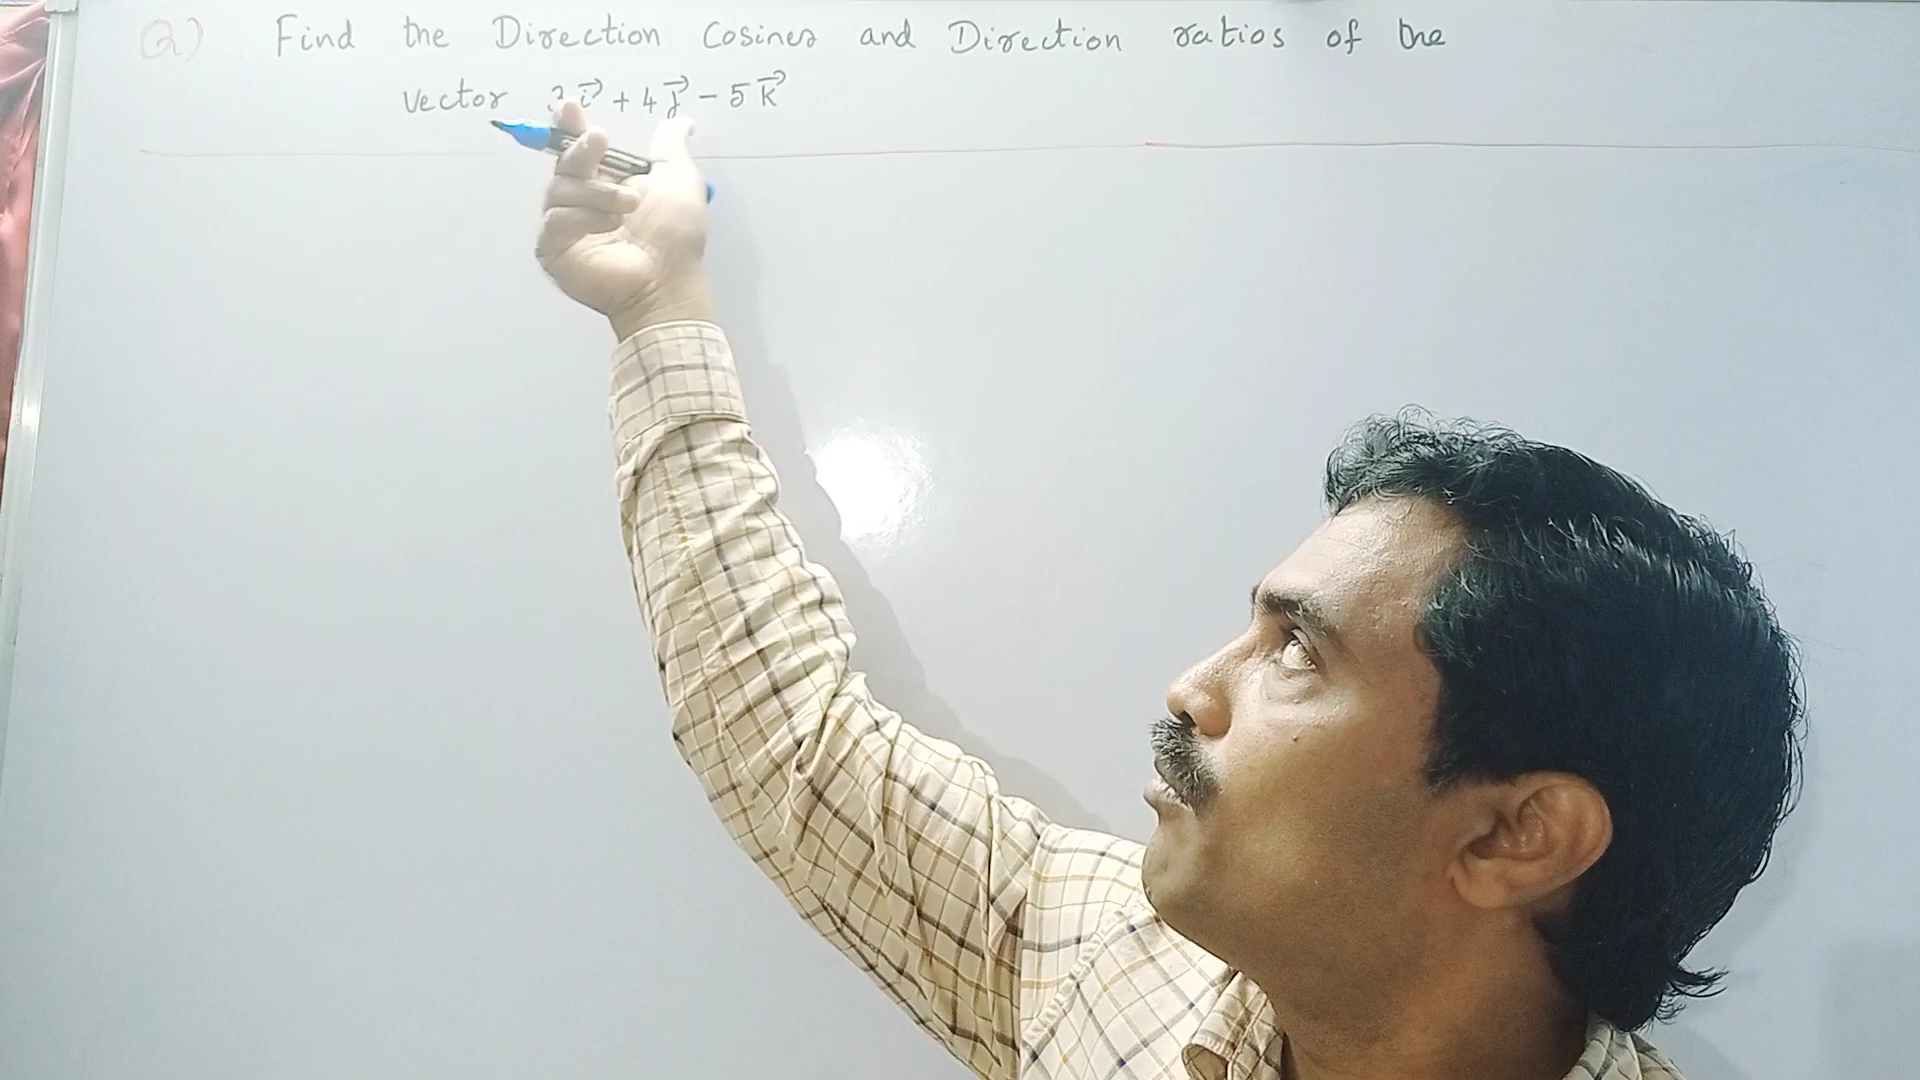 Q) Find the Direction Cosines and Direction ratios of the
vector 3i⃗ + 4j⃗ - 5k⃗